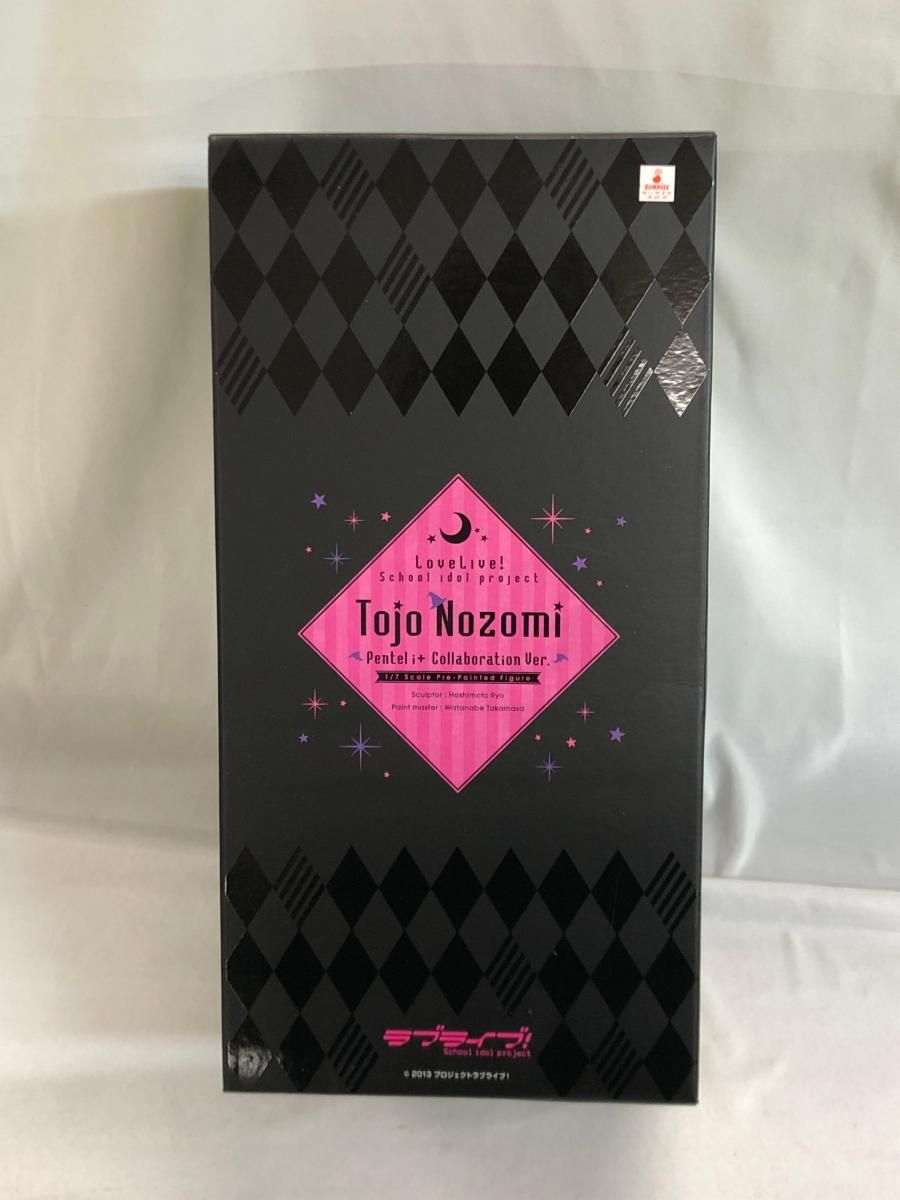 SUNRISE
LoveLive!
School idol project
Tojo Nozomi
Pentel i+ Collaboration Ver.
1/7 Scale Pre-Painted Figure
Sculptor : Hashimoto Ryo
Paint master : Watanabe Takamasa
ラブライブ!
School idol project
© 2013 プロジェクトラブライブ!